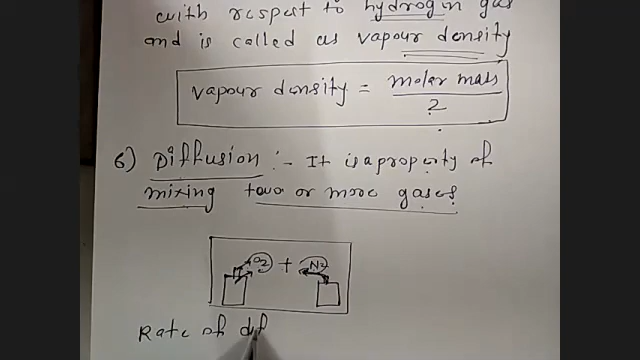 with respect to hydrogin gas
and is called as vapour density
vapour density = molar mass
2
6) Diffusion :- It is a property of
mixing two or more gases
O2 + N2
Rate of dif